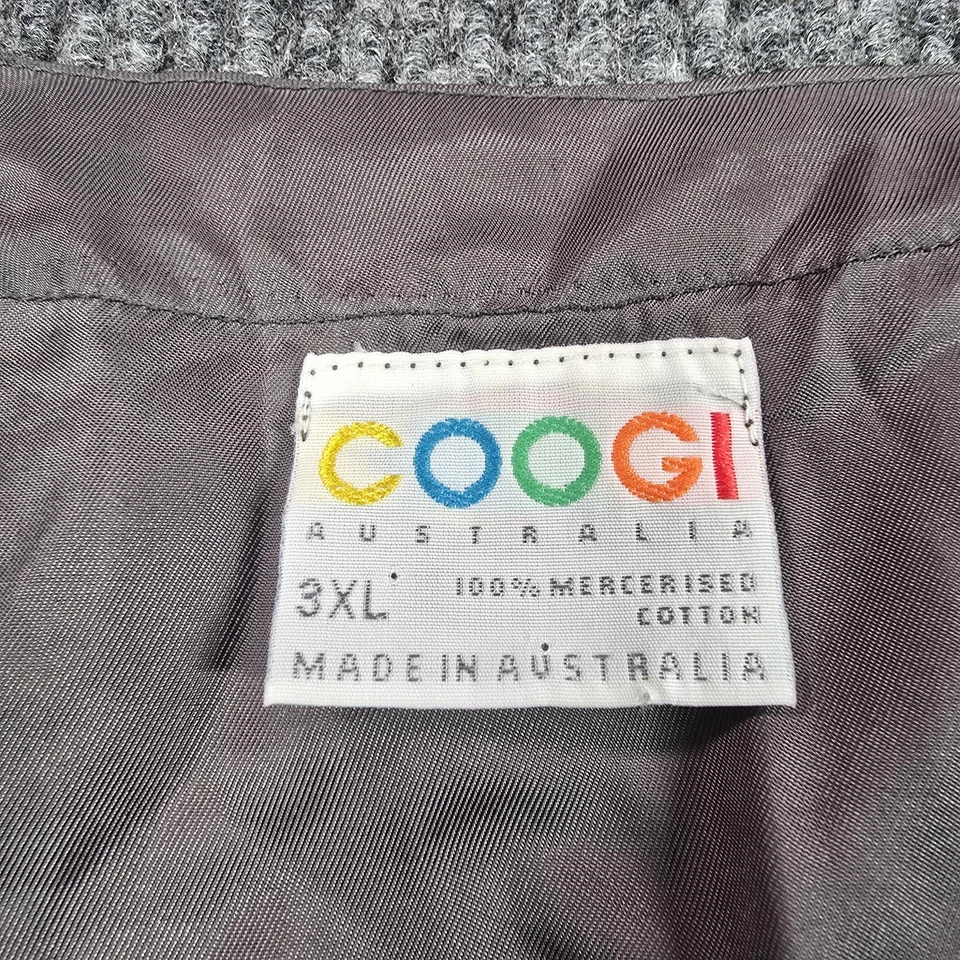 COOGI
AUSTRALIA
3XL
100% MERCERISED
COTTON
MADE IN AUSTRALIA